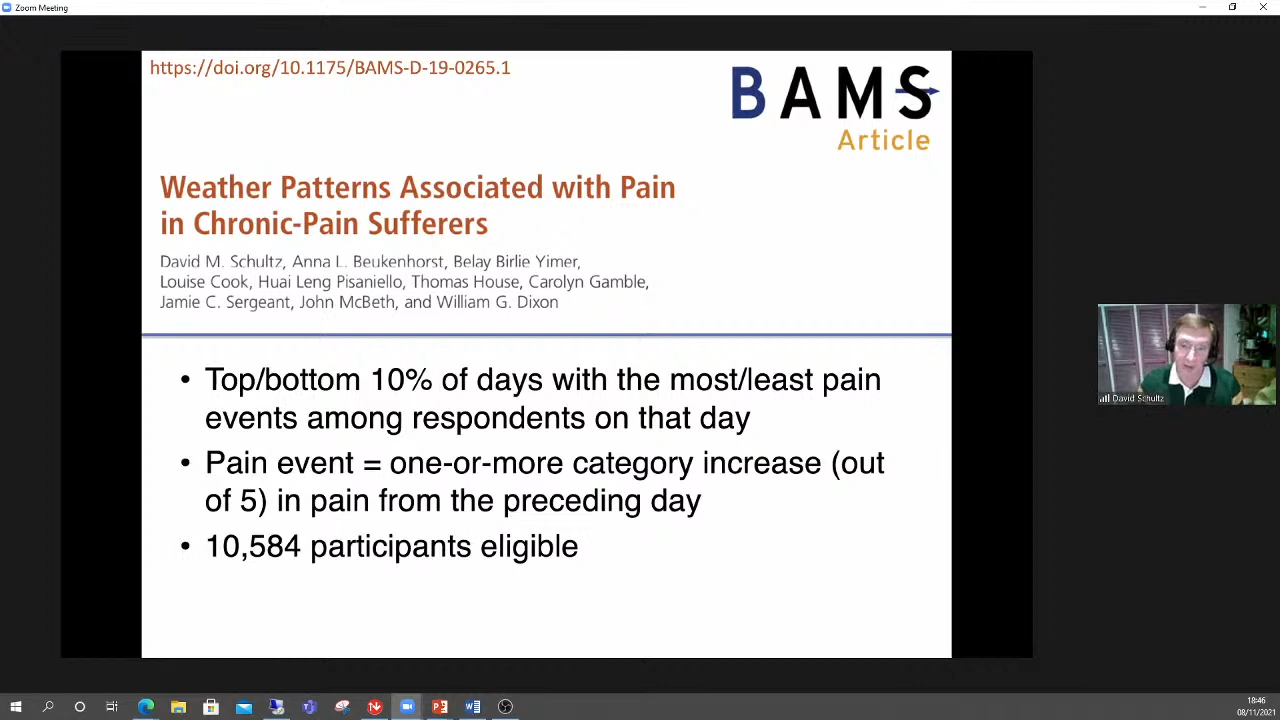 Zoom Meeting
https://doi.org/10.1175/BAMS-D-19-0265.1
BAMS
Article
Weather Patterns Associated with Pain
in Chronic-Pain Sufferers
David M. Schultz, Anna L. Beukenhorst, Belay Birlie Yimer,
Louise Cook, Huai Leng Pisaniello, Thomas House, Carolyn Gamble,
Jamie C. Sergeant, John McBeth, and William G. Dixon
• Top/bottom 10% of days with the most/least pain
events among respondents on that day
• Pain event = one-or-more category increase (out
of 5) in pain from the preceding day
• 10,584 participants eligible
David Schultz
18:46
08/11/2021